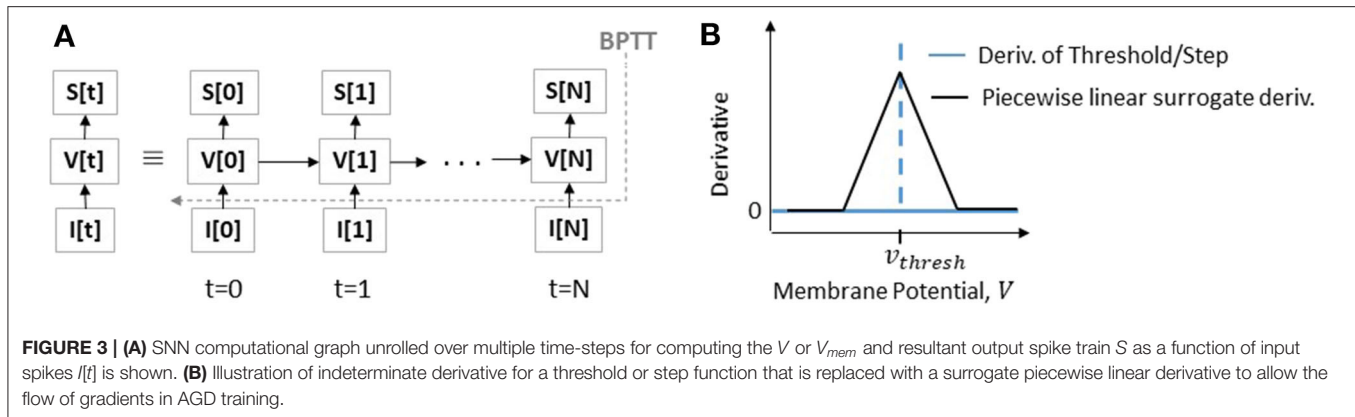 A
BPTT
S[t]
S[0]
S[1]
S[N]
V[t]
≡
V[0]
V[1]
. . .
V[N]
I[t]
I[0]
I[1]
I[N]
t=0
t=1
t=N
B
Deriv. of Threshold/Step
Piecewise linear surrogate deriv.
Derivative
0
v_thresh
Membrane Potential, V
FIGURE 3 | (A) SNN computational graph unrolled over multiple time-steps for computing the V or V_mem and resultant output spike train S as a function of input
spikes I[t] is shown. (B) Illustration of indeterminate derivative for a threshold or step function that is replaced with a surrogate piecewise linear derivative to allow the
flow of gradients in AGD training.